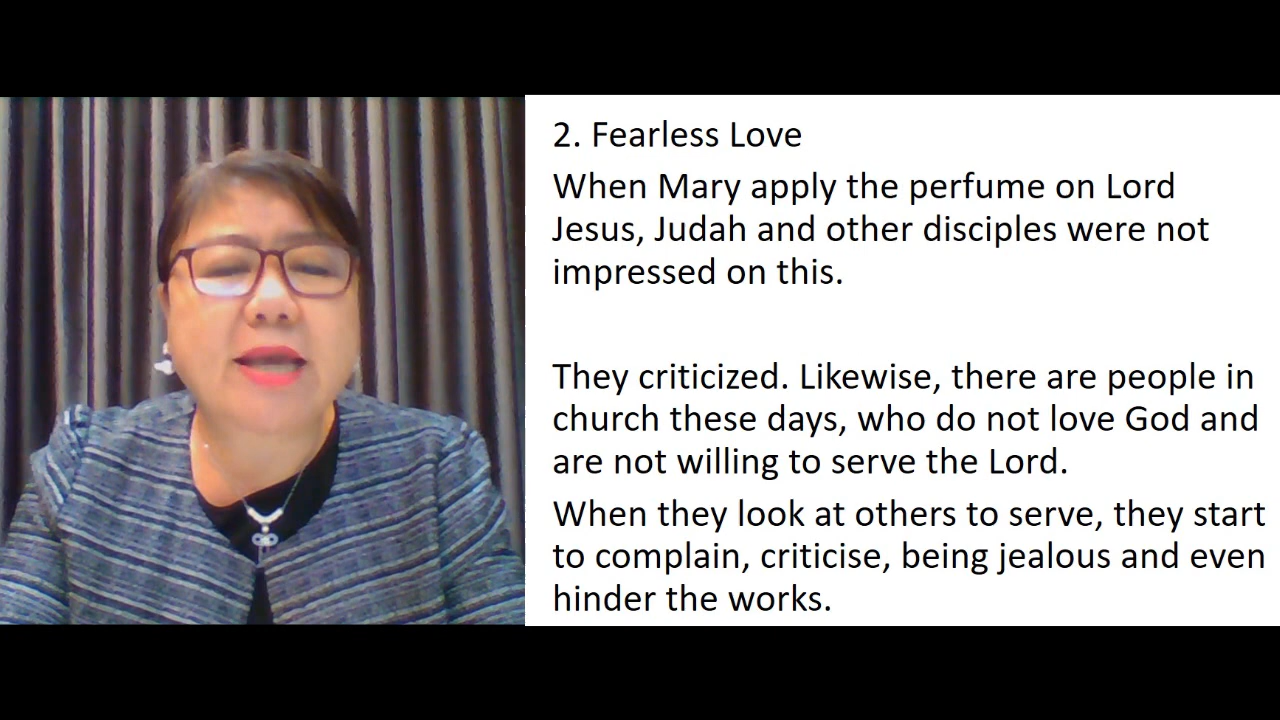 2. Fearless Love
When Mary apply the perfume on Lord
Jesus, Judah and other disciples were not
impressed on this.
They criticized. Likewise, there are people in
church these days, who do not love God and
are not willing to serve the Lord.
When they look at others to serve, they start
to complain, criticise, being jealous and even
hinder the works.